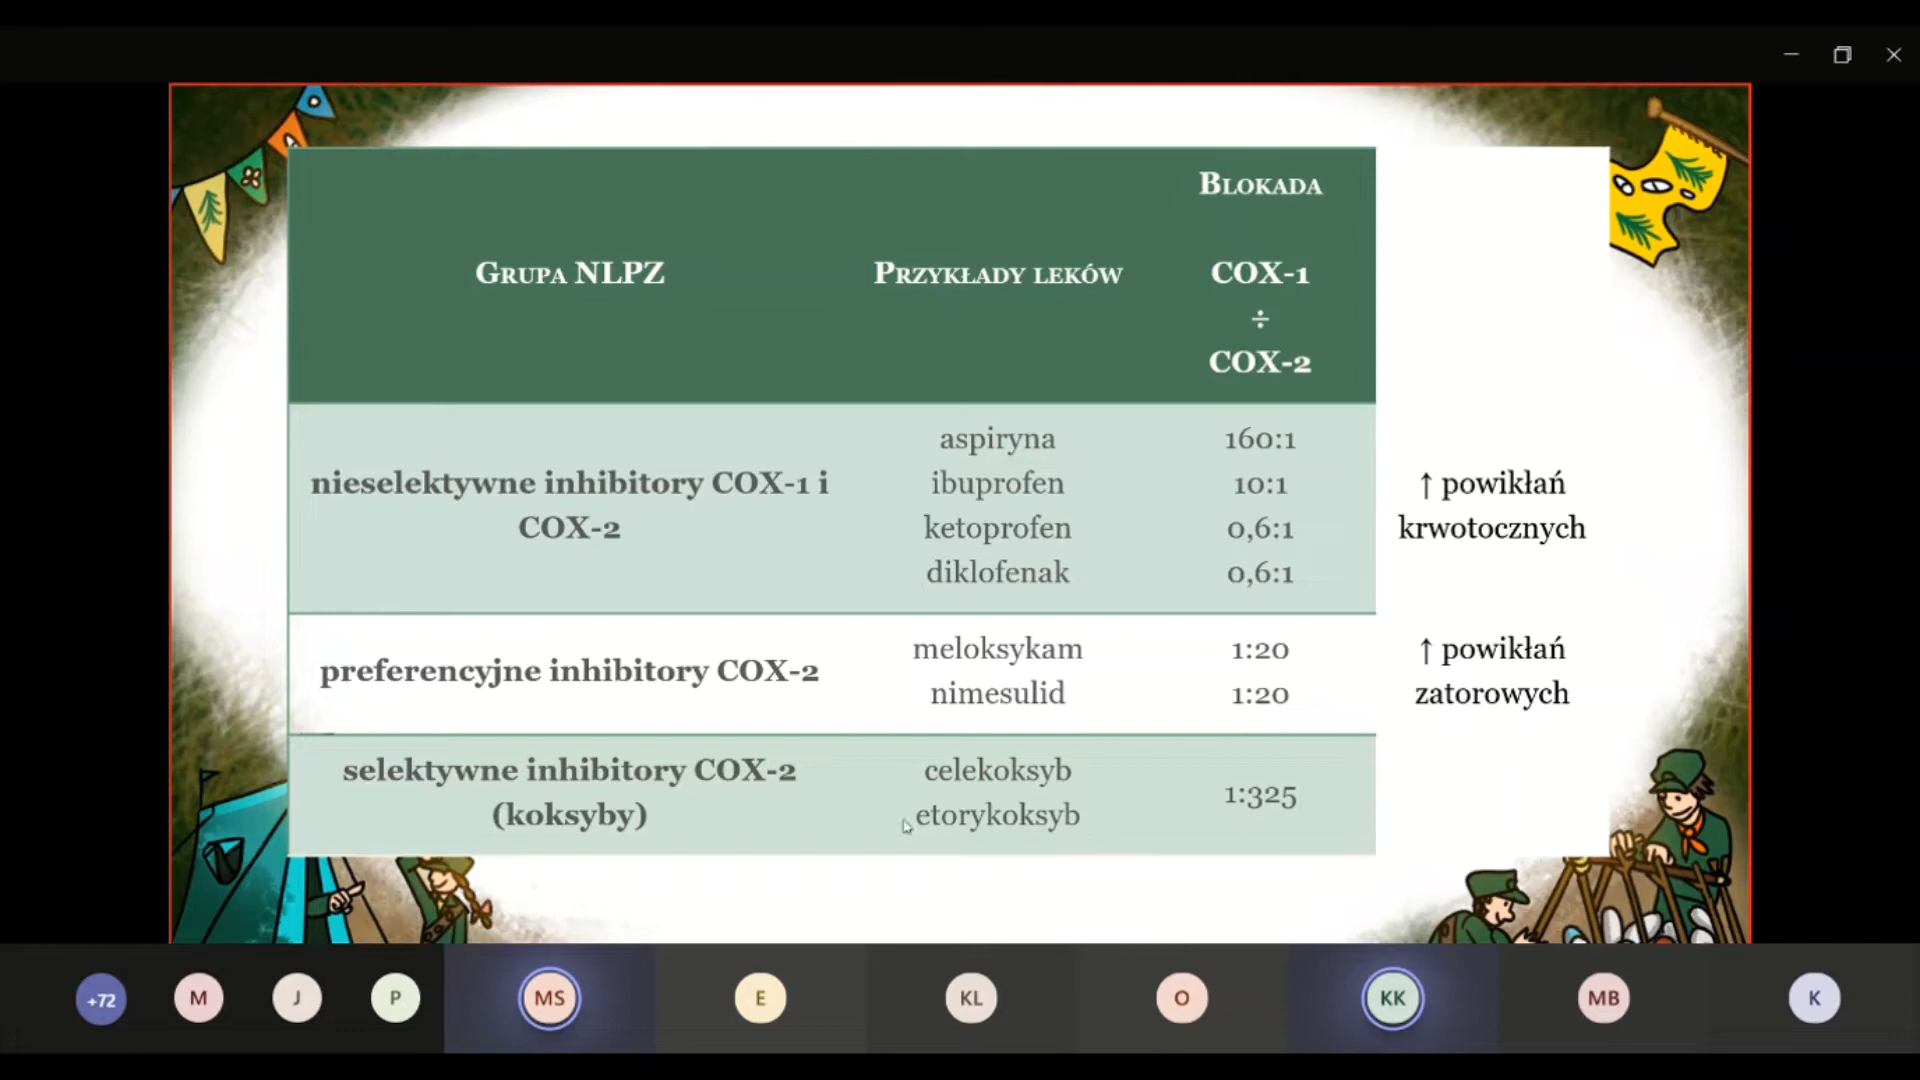 Grupa NLPZ
Przykłady leków
Blokada
COX-1
÷
COX-2
nieselektywne inhibitory COX-1 i
COX-2
aspiryna
160:1
ibuprofen
10:1
ketoprofen
0,6:1
diklofenak
0,6:1
↑ powikłań
krwotocznych
preferencyjne inhibitory COX-2
meloksykam
1:20
nimesulid
1:20
↑ powikłań
zatorowych
selektywne inhibitory COX-2
(koksyby)
celekoksyb
etorykoksyb
1:325
+72
M
J
P
MS
E
KL
O
KK
MB
K